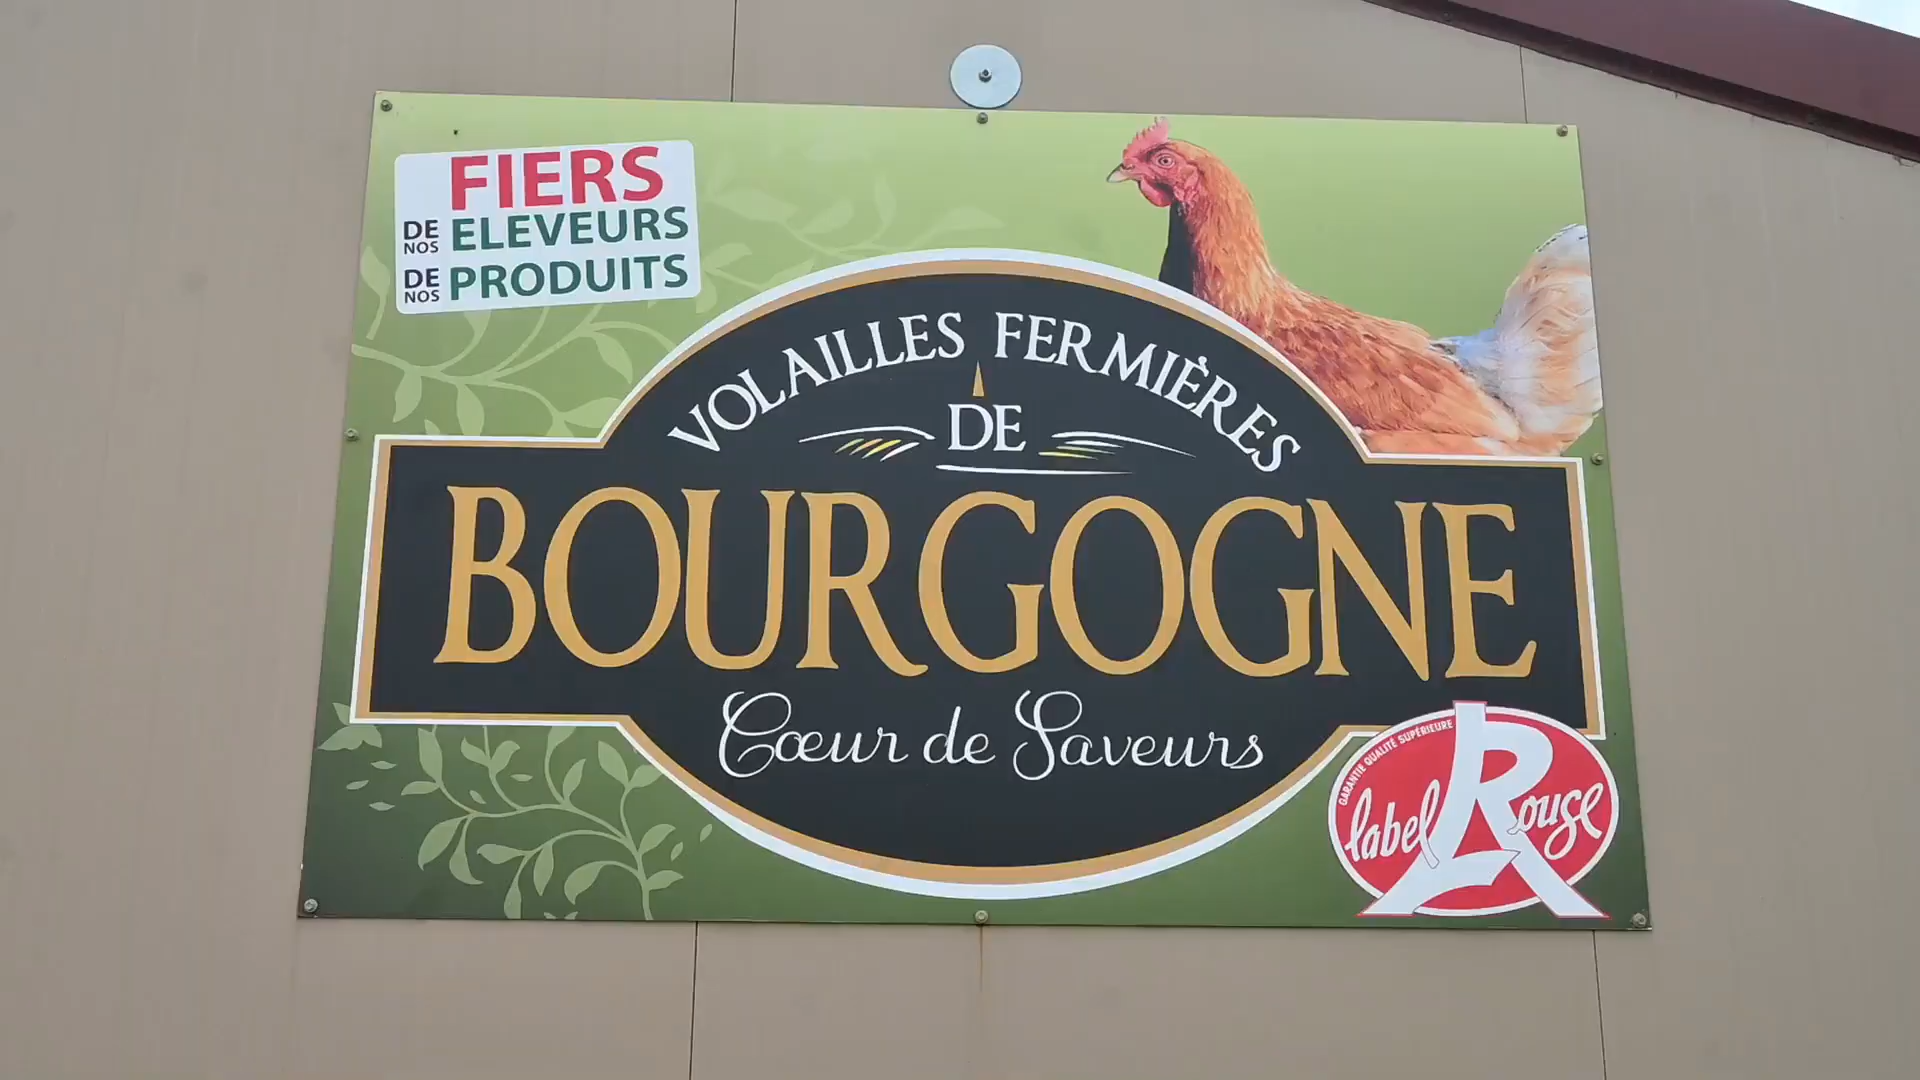 FIERS
DE NOS ELEVEURS
DE NOS PRODUITS
VOLAILLES FERMIÈRES
DE
BOURGOGNE
Cœur de Saveurs
GARANTIE QUALITÉ SUPÉRIEURE
label Rouge